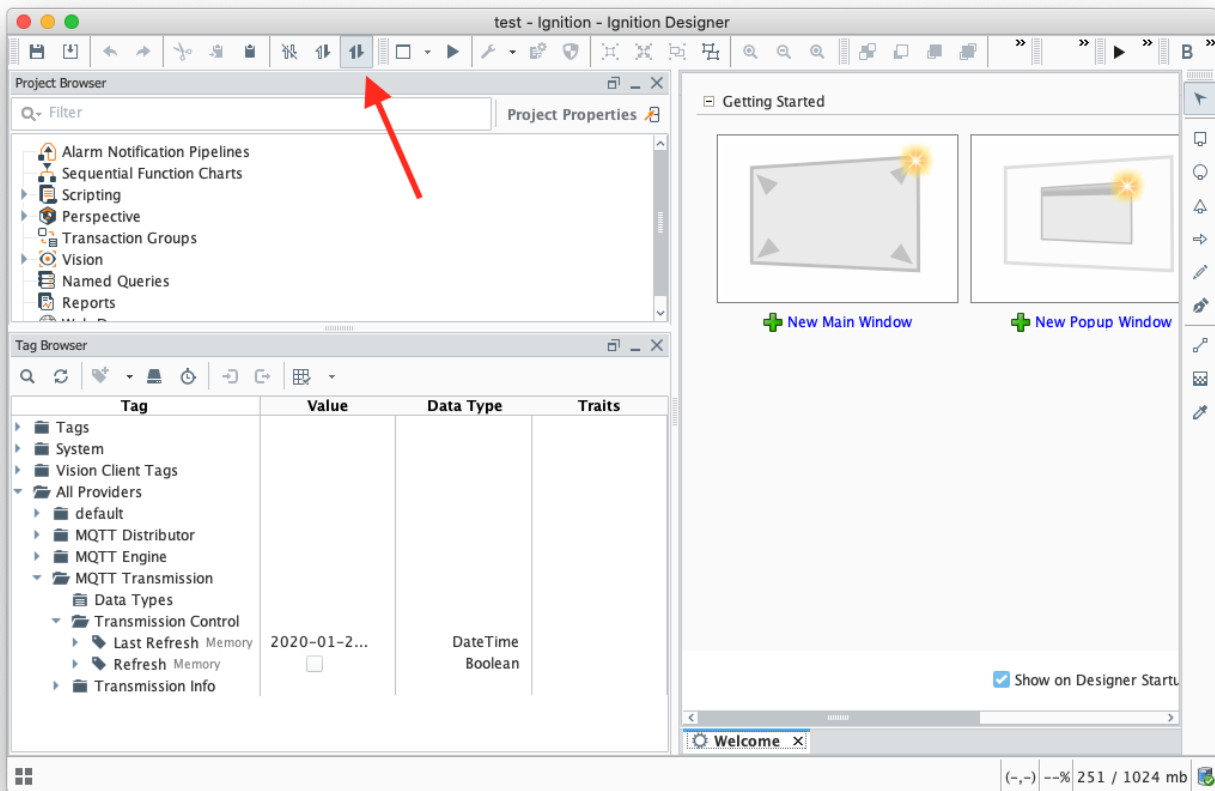 test - Ignition - Ignition Designer
» » » B »
Project Browser
Filter
Project Properties
Alarm Notification Pipelines
Sequential Function Charts
Scripting
Perspective
Transaction Groups
Vision
Named Queries
Reports
Getting Started
New Main Window
New Popup Window
Tag Browser
Tag Value Data Type Traits
Tags
System
Vision Client Tags
All Providers
default
MQTT Distributor
MQTT Engine
MQTT Transmission
Data Types
Transmission Control
Last Refresh Memory 2020-01-2... DateTime
Refresh Memory Boolean
Transmission Info
Show on Designer Startu
Welcome
(-,-) --% 251 / 1024 mb